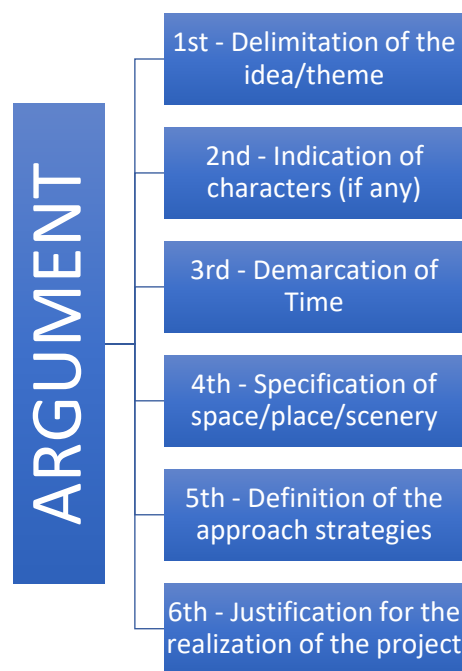 ARGUMENT
1st - Delimitation of the
idea/theme
2nd - Indication of
characters (if any)
3rd - Demarcation of
Time
4th - Specification of
space/place/scenery
5th - Definition of the
approach strategies
6th - Justification for the
realization of the project